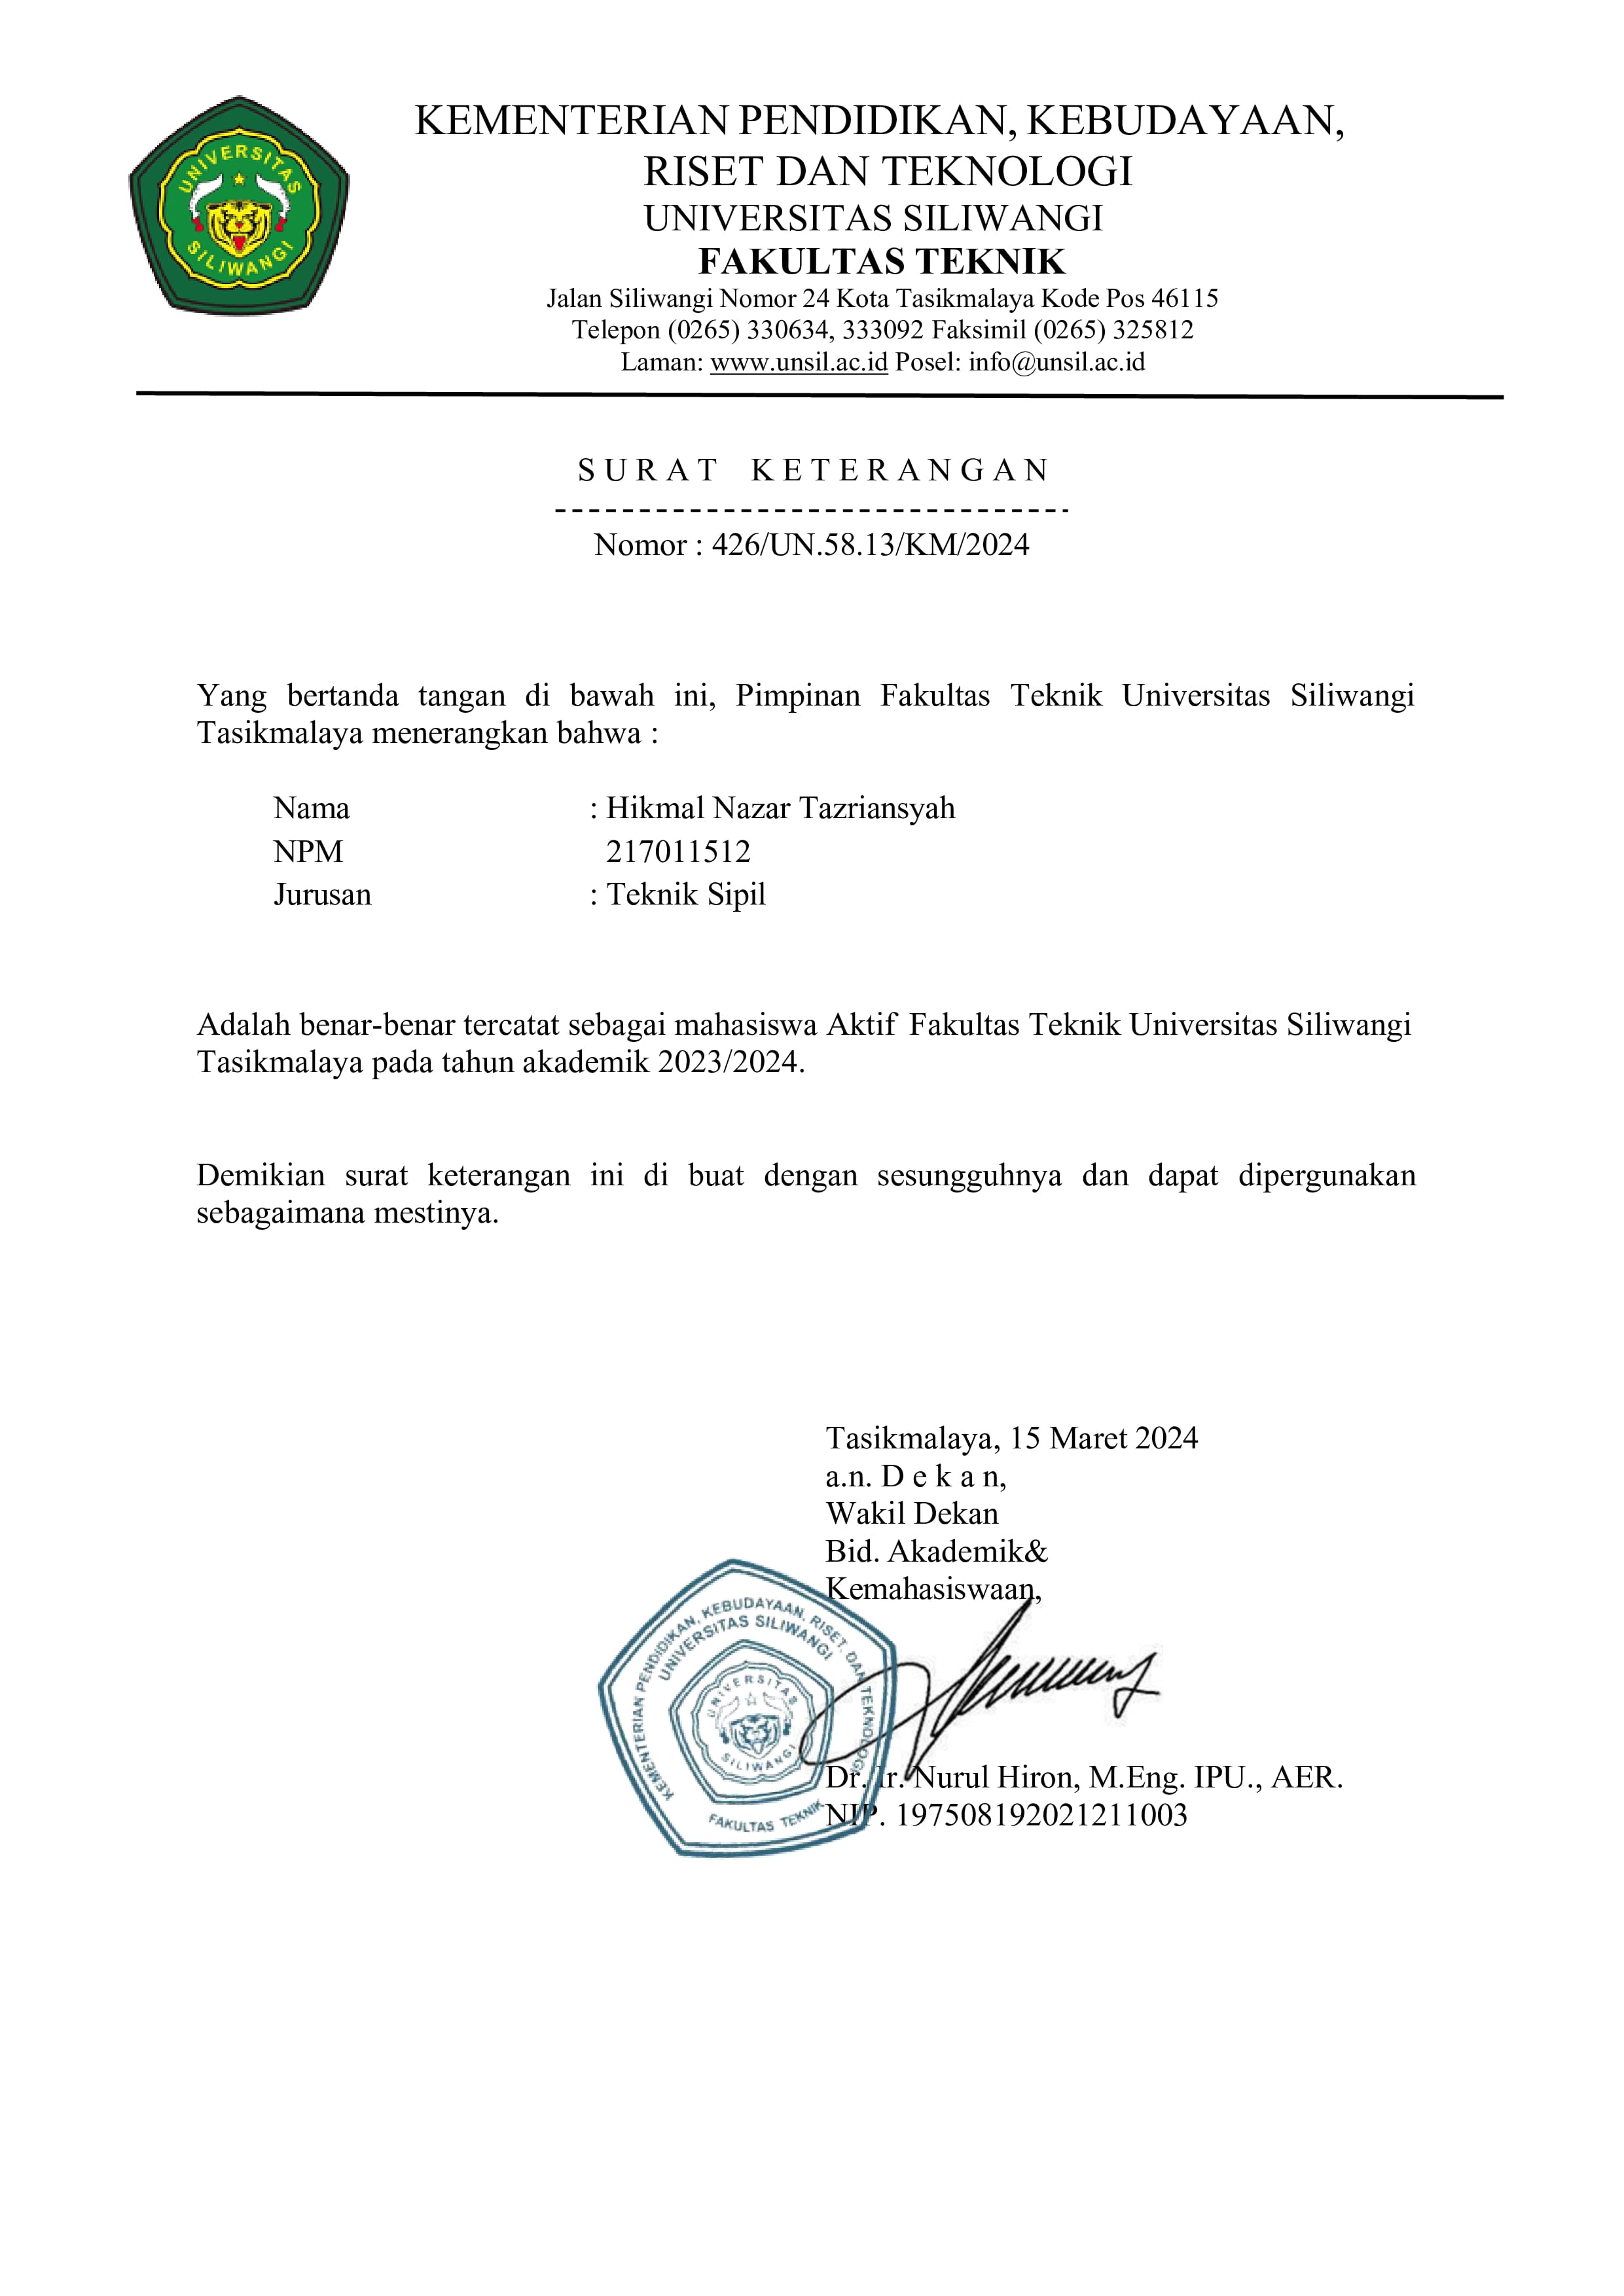 UNIVERSITAS
SILIWANGI
KEMENTERIAN PENDIDIKAN, KEBUDAYAAN,
RISET DAN TEKNOLOGI
UNIVERSITAS SILIWANGI
FAKULTAS TEKNIK
Jalan Siliwangi Nomor 24 Kota Tasikmalaya Kode Pos 46115
Telepon (0265) 330634, 333092 Faksimil (0265) 325812
Laman: www.unsil.ac.id Posel: info@unsil.ac.id
S U R A T   K E T E R A N G A N
-------------------------------
Nomor : 426/UN.58.13/KM/2024
Yang bertanda tangan di bawah ini, Pimpinan Fakultas Teknik Universitas Siliwangi
Tasikmalaya menerangkan bahwa :
Nama : Hikmal Nazar Tazriansyah
NPM 217011512
Jurusan : Teknik Sipil
Adalah benar-benar tercatat sebagai mahasiswa Aktif Fakultas Teknik Universitas Siliwangi
Tasikmalaya pada tahun akademik 2023/2024.
Demikian surat keterangan ini di buat dengan sesungguhnya dan dapat dipergunakan
sebagaimana mestinya.
Tasikmalaya, 15 Maret 2024
a.n. D e k a n,
Wakil Dekan
Bid. Akademik&
Kemahasiswaan,
KEMENTERIAN PENDIDIKAN, KEBUDAYAAN, RISET, DAN TEKNOLOGI
UNIVERSITAS SILIWANGI
UNIVERSITAS
SILIWANGI
FAKULTAS TEKNIK
Dr. Ir. Nurul Hiron, M.Eng. IPU., AER.
NIP. 197508192021211003